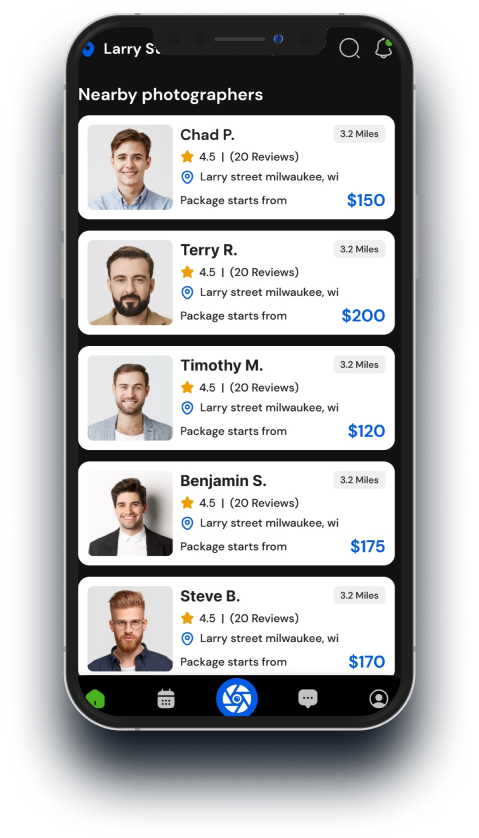 Larry St
Nearby photographers
Chad P.
3.2 Miles
4.5 | (20 Reviews)
Larry street milwaukee, wi
Package starts from
$150
Terry R.
3.2 Miles
4.5 | (20 Reviews)
Larry street milwaukee, wi
Package starts from
$200
Timothy M.
3.2 Miles
4.5 | (20 Reviews)
Larry street milwaukee, wi
Package starts from
$120
Benjamin S.
3.2 Miles
4.5 | (20 Reviews)
Larry street milwaukee, wi
Package starts from
$175
Steve B.
3.2 Miles
4.5 | (20 Reviews)
Larry street milwaukee, wi
Package starts from
$170